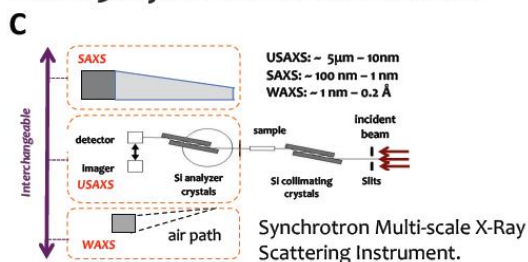 C
SAXS
USAXS: ~ 5µm – 10nm
SAXS: ~ 100 nm – 1 nm
WAXS: ~ 1 nm – 0.2 Å
Interchangeable
detector
imager
USAXS
Si analyzer
crystals
sample
Si collimating
crystals
incident
beam
Slits
WAXS
air path
Synchrotron Multi-scale X-Ray
Scattering Instrument.